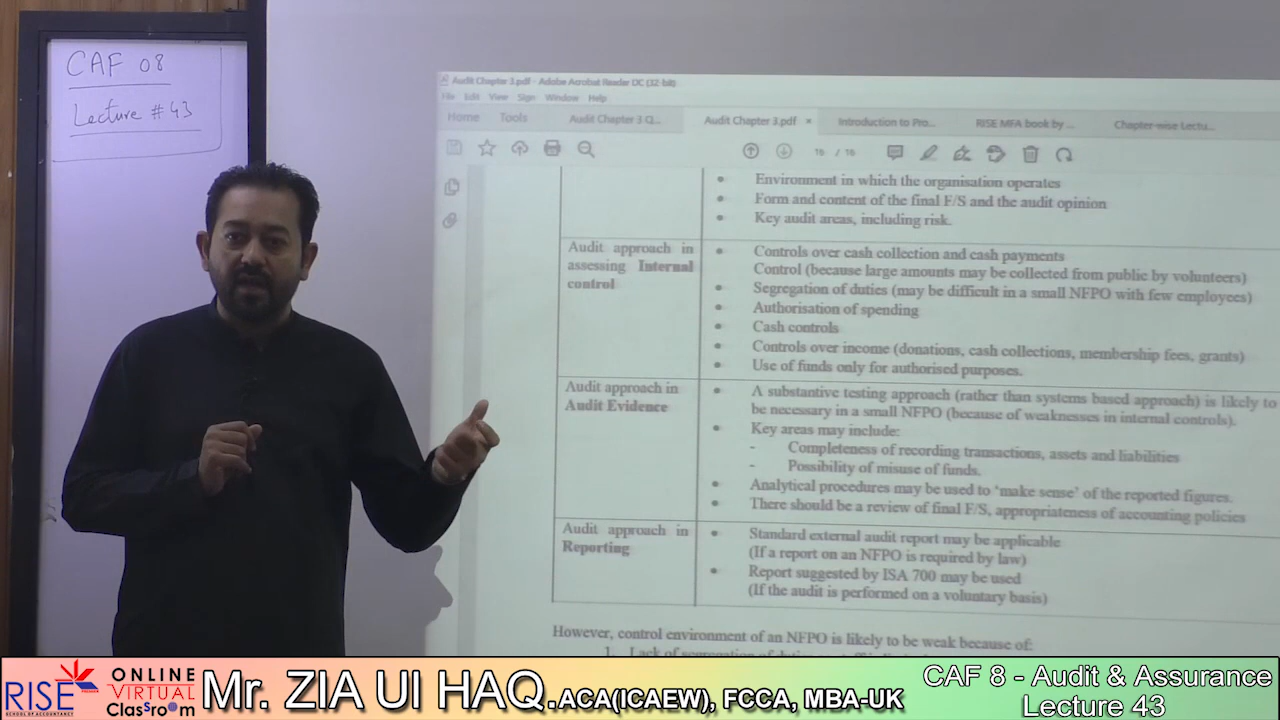 CAF 08
Lecture # 43
Audit Chapter 3.pdf - Adobe Acrobat Reader DC (32-bit)
File Edit View Sign Window Help
Home Tools Audit Chapter 3 Q... Audit Chapter 3.pdf × Introduction to Pro... RISE MFA book by ... Chapter-wise Lectu...
16 / 16
• Environment in which the organisation operates
• Form and content of the final F/S and the audit opinion
• Key audit areas, including risk.
Audit approach in
assessing Internal
control
• Controls over cash collection and cash payments
Control (because large amounts may be collected from public by volunteers)
• Segregation of duties (may be difficult in a small NFPO with few employees)
• Authorisation of spending
• Cash controls
• Controls over income (donations, cash collections, membership fees, grants)
• Use of funds only for authorised purposes.
Audit approach in
Audit Evidence
• A substantive testing approach (rather than systems based approach) is likely to
be necessary in a small NFPO (because of weaknesses in internal controls).
• Key areas may include:
- Completeness of recording transactions, assets and liabilities
- Possibility of misuse of funds.
• Analytical procedures may be used to 'make sense' of the reported figures.
• There should be a review of final F/S, appropriateness of accounting policies
Audit approach in
Reporting
• Standard external audit report may be applicable
(If a report on an NFPO is required by law)
• Report suggested by ISA 700 may be used
(If the audit is performed on a voluntary basis)
However, control environment of an NFPO is likely to be weak because of:
1. Lack of segregation of duties
RISE
PREMIER
SCHOOL OF ACCOUNTANCY
ONLINE
VIRTUAL
Classroom
Mr. ZIA UI HAQ. ACA(ICAEW), FCCA, MBA-UK
CAF 8 - Audit & Assurance
Lecture 43